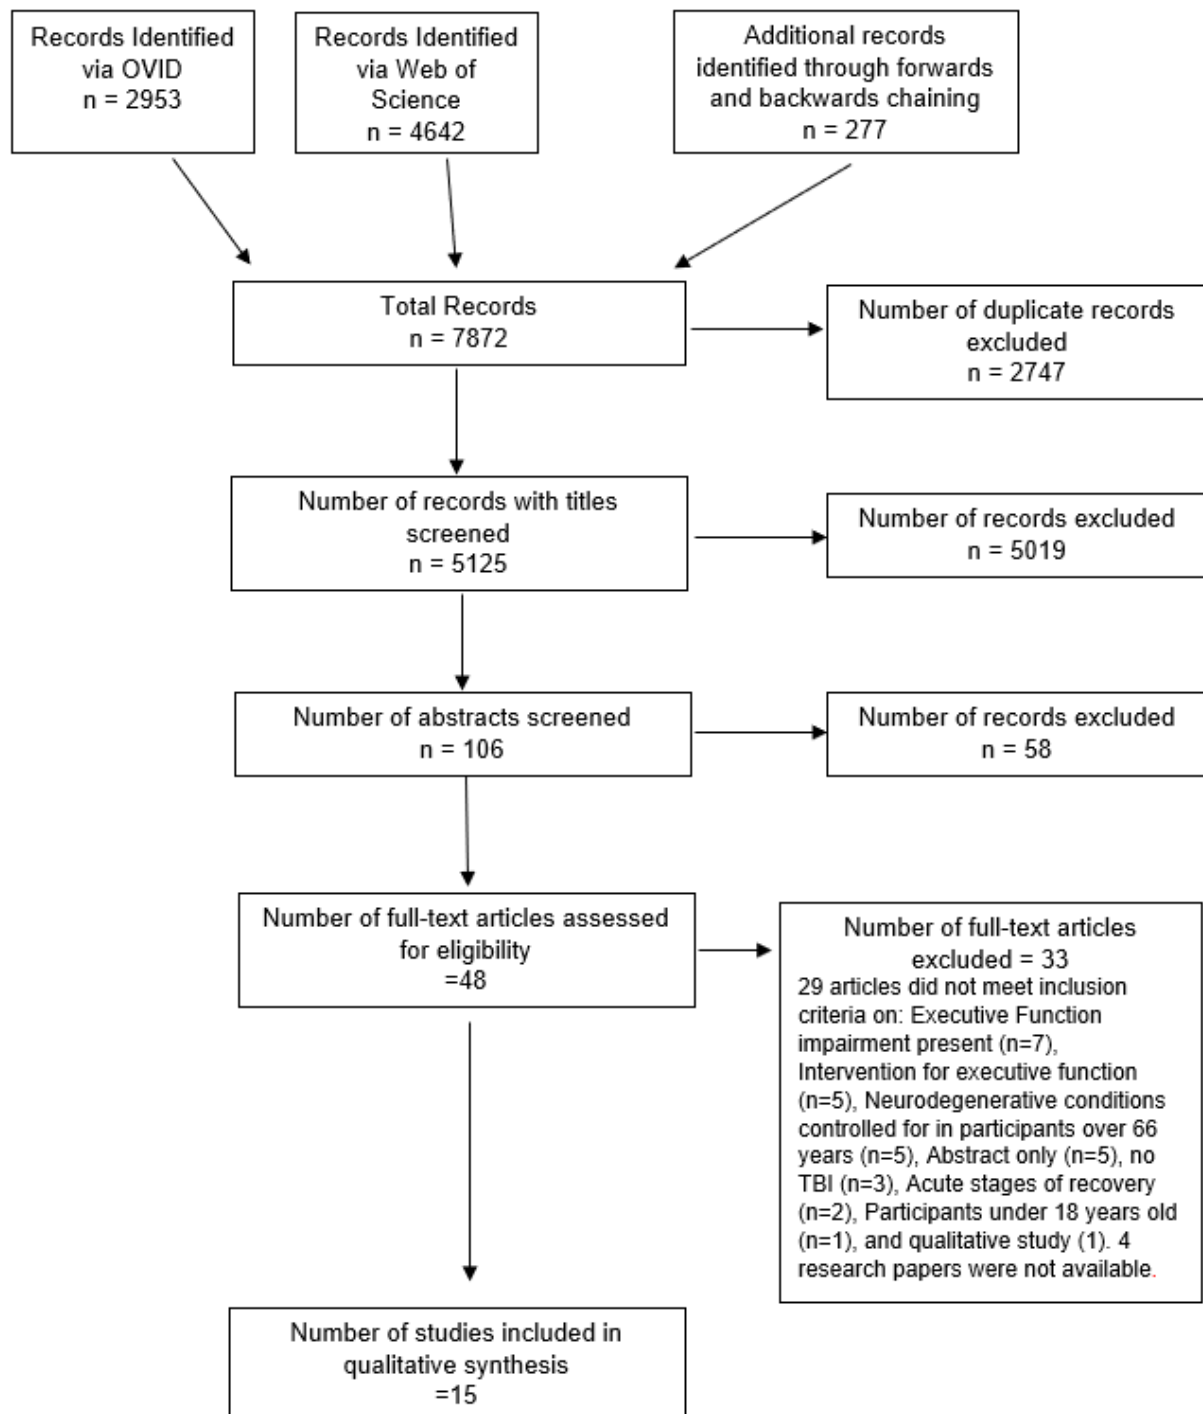 Records Identified
via OVID
n = 2953
Records Identified
via Web of
Science
n = 4642
Additional records
identified through forwards
and backwards chaining
n = 277
Total Records
n = 7872
Number of duplicate records
excluded
n = 2747
Number of records with titles
screened
n = 5125
Number of records excluded
n = 5019
Number of abstracts screened
n = 106
Number of records excluded
n = 58
Number of full-text articles assessed
for eligibility
=48
Number of full-text articles
excluded = 33
29 articles did not meet inclusion
criteria on: Executive Function
impairment present (n=7),
Intervention for executive function
(n=5), Neurodegenerative conditions
controlled for in participants over 66
years (n=5), Abstract only (n=5), no
TBI (n=3), Acute stages of recovery
(n=2), Participants under 18 years old
(n=1), and qualitative study (1). 4
research papers were not available.
Number of studies included in
qualitative synthesis
=15